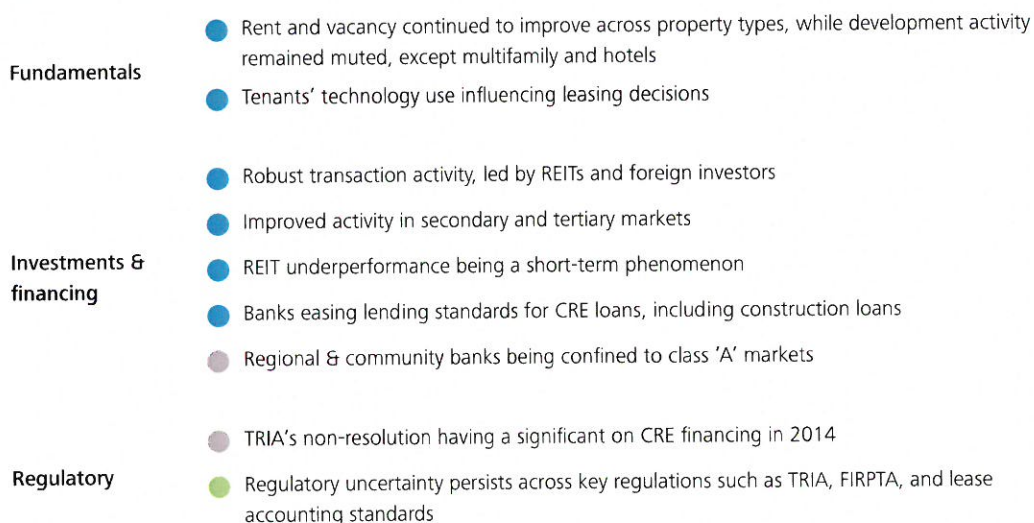 Fundamentals
Rent and vacancy continued to improve across property types, while development activity
remained muted, except multifamily and hotels
Tenants' technology use influencing leasing decisions
Investments &
financing
Robust transaction activity, led by REITs and foreign investors
Improved activity in secondary and tertiary markets
REIT underperformance being a short-term phenomenon
Banks easing lending standards for CRE loans, including construction loans
Regional & community banks being confined to class 'A' markets
Regulatory
TRIA's non-resolution having a significant on CRE financing in 2014
Regulatory uncertainty persists across key regulations such as TRIA, FIRPTA, and lease
accounting standards